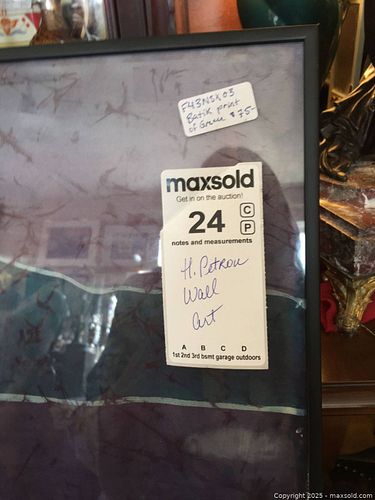 F43NSX03
Batik print
of Greece $75-
maxsold
Get in on the auction!
24
C
P
notes and measurements
H. Petrou
Wall
Art
A B C D
1st 2nd 3rd bsmt garage outdoors
Copyright 2025 - maxsold.com